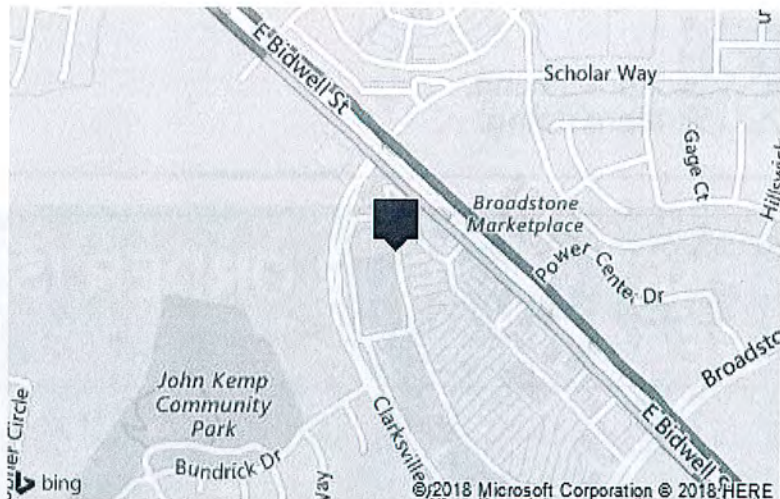 E Bidwell St
Scholar Way
Gage Ct
Broadstone
Marketplace
Power Center Dr
John Kemp
Community
Park
Clarksville
Bundrick Dr
E Bidwell
Circle
bing
©2018 Microsoft Corporation © 2018 HERE